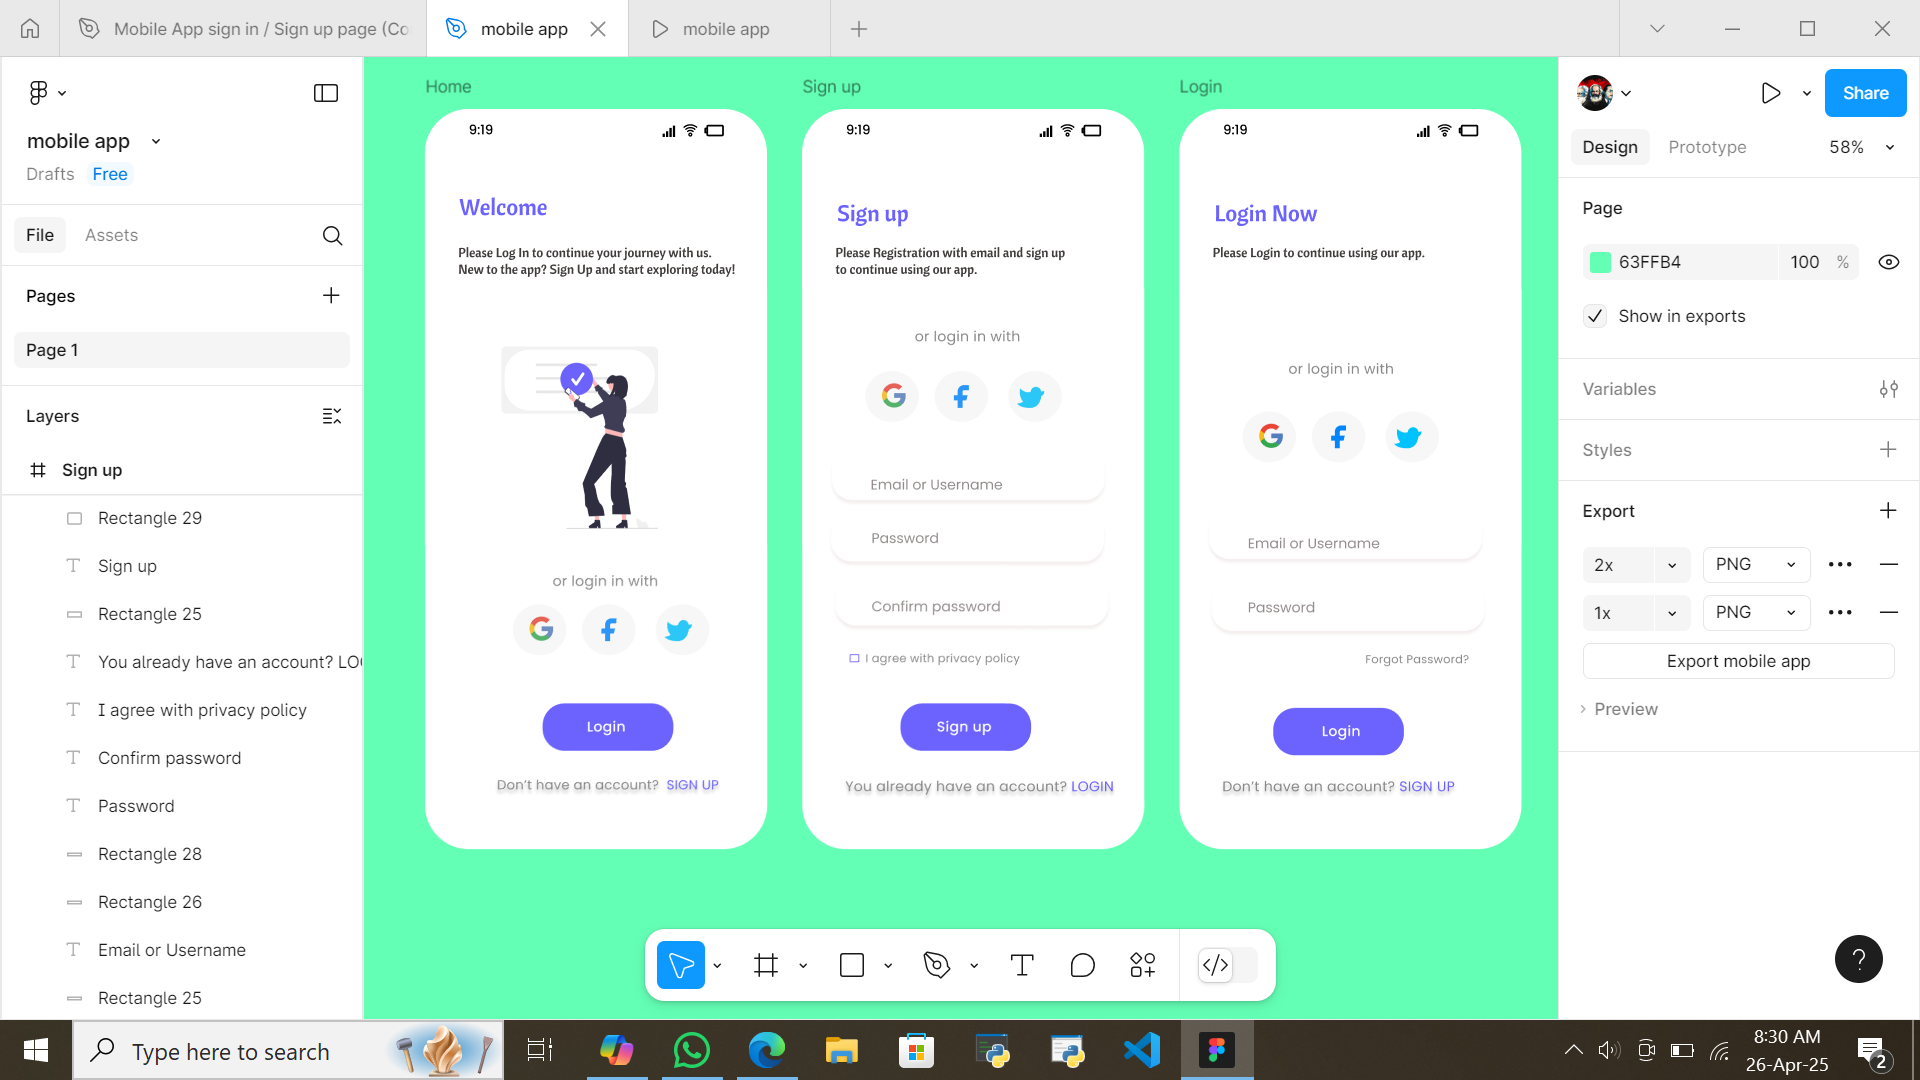 Mobile App sign in / Sign up page (Co
mobile app
mobile app
mobile app
Drafts
Free
File
Assets
Pages
Page 1
Layers
Sign up
Rectangle 29
Sign up
Rectangle 25
You already have an account? LO
I agree with privacy policy
Confirm password
Password
Rectangle 28
Rectangle 26
Email or Username
Rectangle 25
Home
9:19
Welcome
Please Log In to continue your journey with us.
New to the app? Sign Up and start exploring today!
or login in with
Login
Don't have an account? SIGN UP
Sign up
9:19
Sign up
Please Registration with email and sign up
to continue using our app.
or login in with
Email or Username
Password
Confirm password
I agree with privacy policy
Sign up
You already have an account? LOGIN
Login
9:19
Login Now
Please Login to continue using our app.
or login in with
Email or Username
Password
Forgot Password?
Login
Don't have an account? SIGN UP
Share
Design
Prototype
58%
Page
63FFB4
100 %
Show in exports
Variables
Styles
Export
2x
PNG
1x
PNG
Export mobile app
Preview
?
Type here to search
8:30 AM
26-Apr-25
2